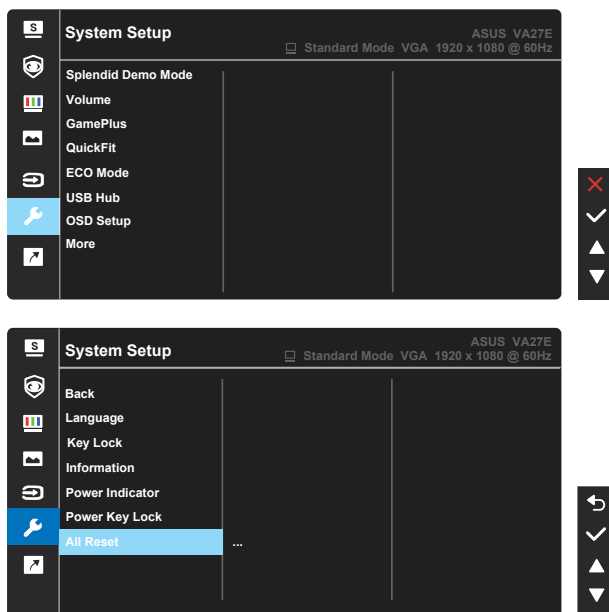 S
System Setup
ASUS VA27E
Standard Mode VGA 1920 x 1080 @ 60Hz
Splendid Demo Mode
Volume
GamePlus
QuickFit
ECO Mode
USB Hub
OSD Setup
More
S
System Setup
ASUS VA27E
Standard Mode VGA 1920 x 1080 @ 60Hz
Back
Language
Key Lock
Information
Power Indicator
Power Key Lock
All Reset ...